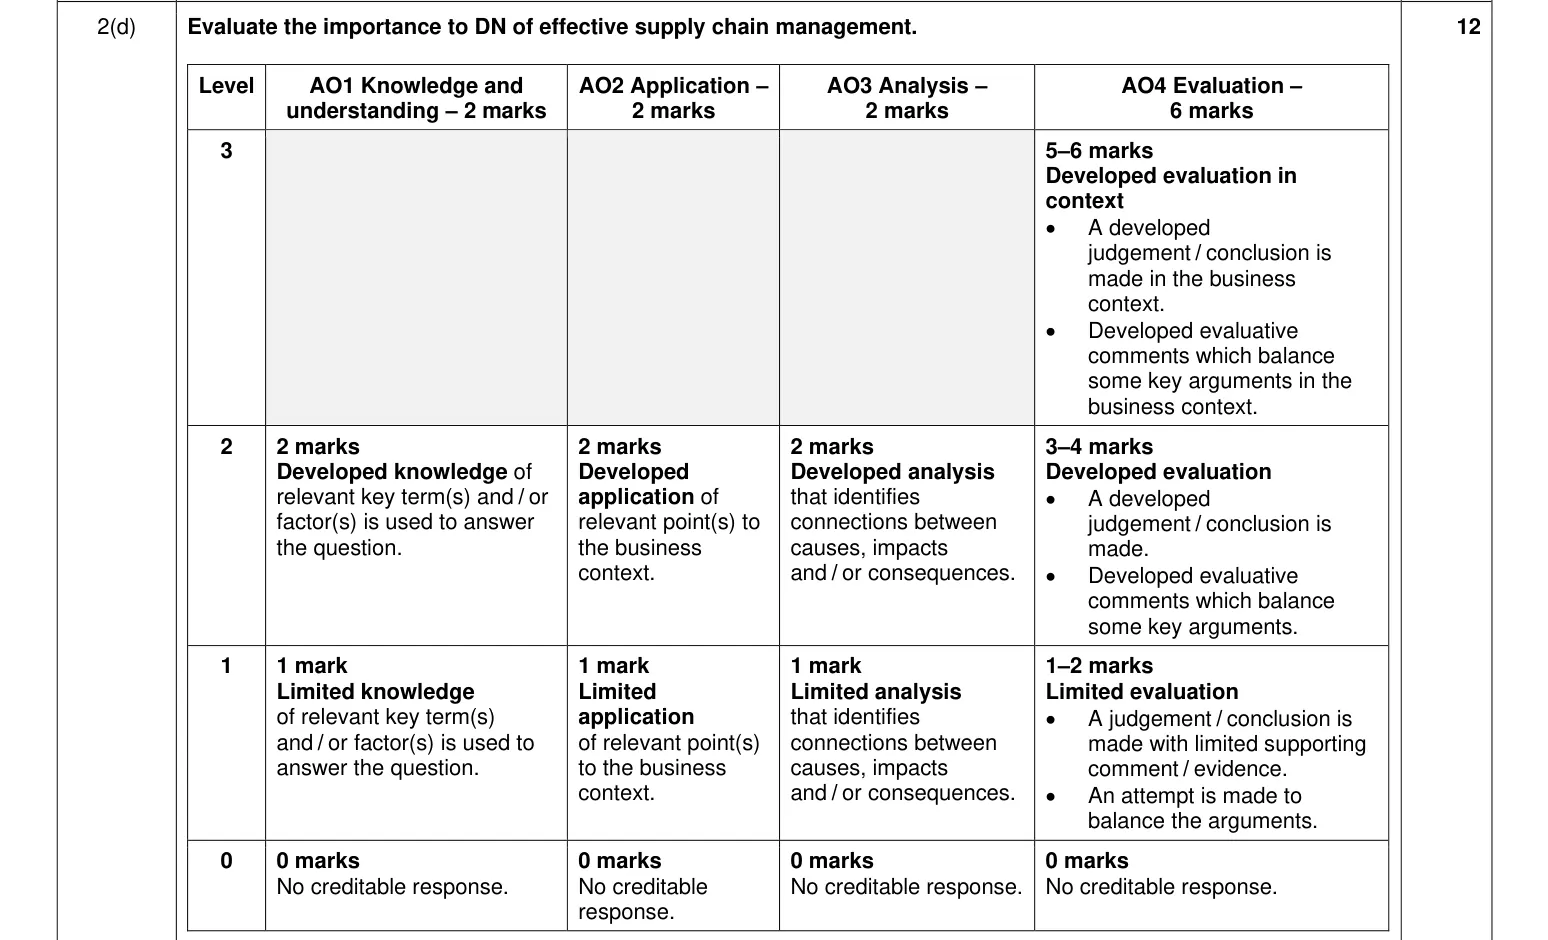 2(d)
Evaluate the importance to DN of effective supply chain management.
12
Level
AO1 Knowledge and
understanding – 2 marks
AO2 Application –
2 marks
AO3 Analysis –
2 marks
AO4 Evaluation –
6 marks
3
5–6 marks
Developed evaluation in
context
• A developed
judgement / conclusion is
made in the business
context.
• Developed evaluative
comments which balance
some key arguments in the
business context.
2
2 marks
Developed knowledge of
relevant key term(s) and / or
factor(s) is used to answer
the question.
2 marks
Developed
application of
relevant point(s) to
the business
context.
2 marks
Developed analysis
that identifies
connections between
causes, impacts
and / or consequences.
3–4 marks
Developed evaluation
• A developed
judgement / conclusion is
made.
• Developed evaluative
comments which balance
some key arguments.
1
1 mark
Limited knowledge
of relevant key term(s)
and / or factor(s) is used to
answer the question.
1 mark
Limited
application
of relevant point(s)
to the business
context.
1 mark
Limited analysis
that identifies
connections between
causes, impacts
and / or consequences.
1–2 marks
Limited evaluation
• A judgement / conclusion is
made with limited supporting
comment / evidence.
• An attempt is made to
balance the arguments.
0
0 marks
No creditable response.
0 marks
No creditable
response.
0 marks
No creditable response.
0 marks
No creditable response.